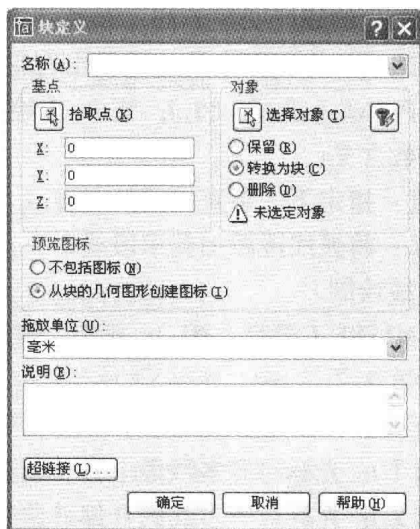 块定义
名称(A):
基点
拾取点(K)
X: 0
Y: 0
Z: 0
对象
选择对象(T)
保留(R)
转换为块(C)
删除(D)
未选定对象
预览图标
不包括图标(N)
从块的几何图形创建图标(I)
拖放单位(U):
毫米
说明(E):
超链接(L)...
确定 取消 帮助(H)